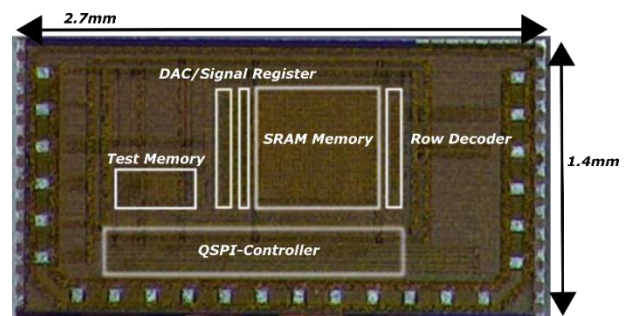 2.7mm
DAC/Signal Register
SRAM Memory
Row Decoder
Test Memory
1.4mm
QSPI-Controller